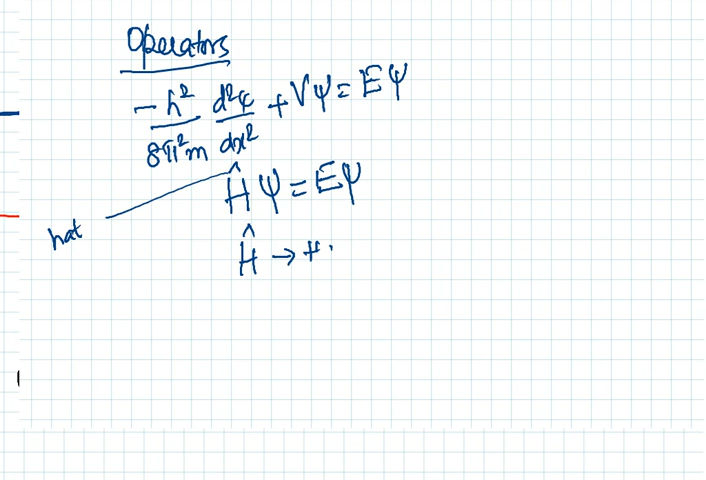 Operators
-h²/8π²m d²ψ/dx² + Vψ = Eψ
Ĥψ = Eψ
hat
Ĥ → H